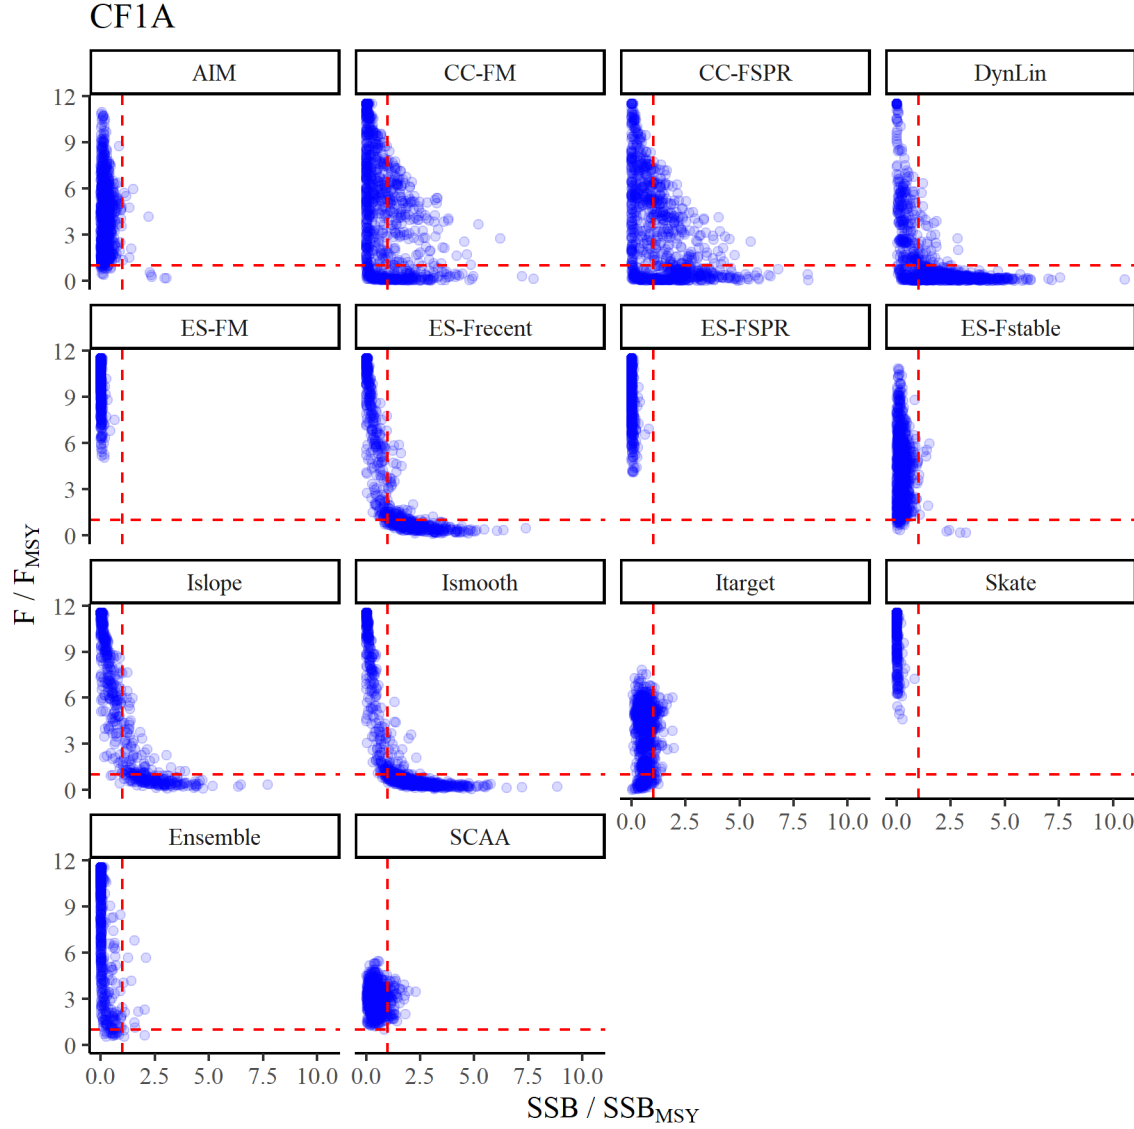 CF1A
AIM CC-FM CC-FSPR DynLin
12
9
6
3
0
ES-FM ES-Frecent ES-FSPR ES-Fstable
12
9
6
3
0
Islope Ismooth Itarget Skate
12
9
6
3
0
0.0 2.5 5.0 7.5 10.0 0.0 2.5 5.0 7.5 10.0
Ensemble SCAA
12
9
6
3
0
0.0 2.5 5.0 7.5 10.0 0.0 2.5 5.0 7.5 10.0
F / FMSY
SSB / SSBMSY